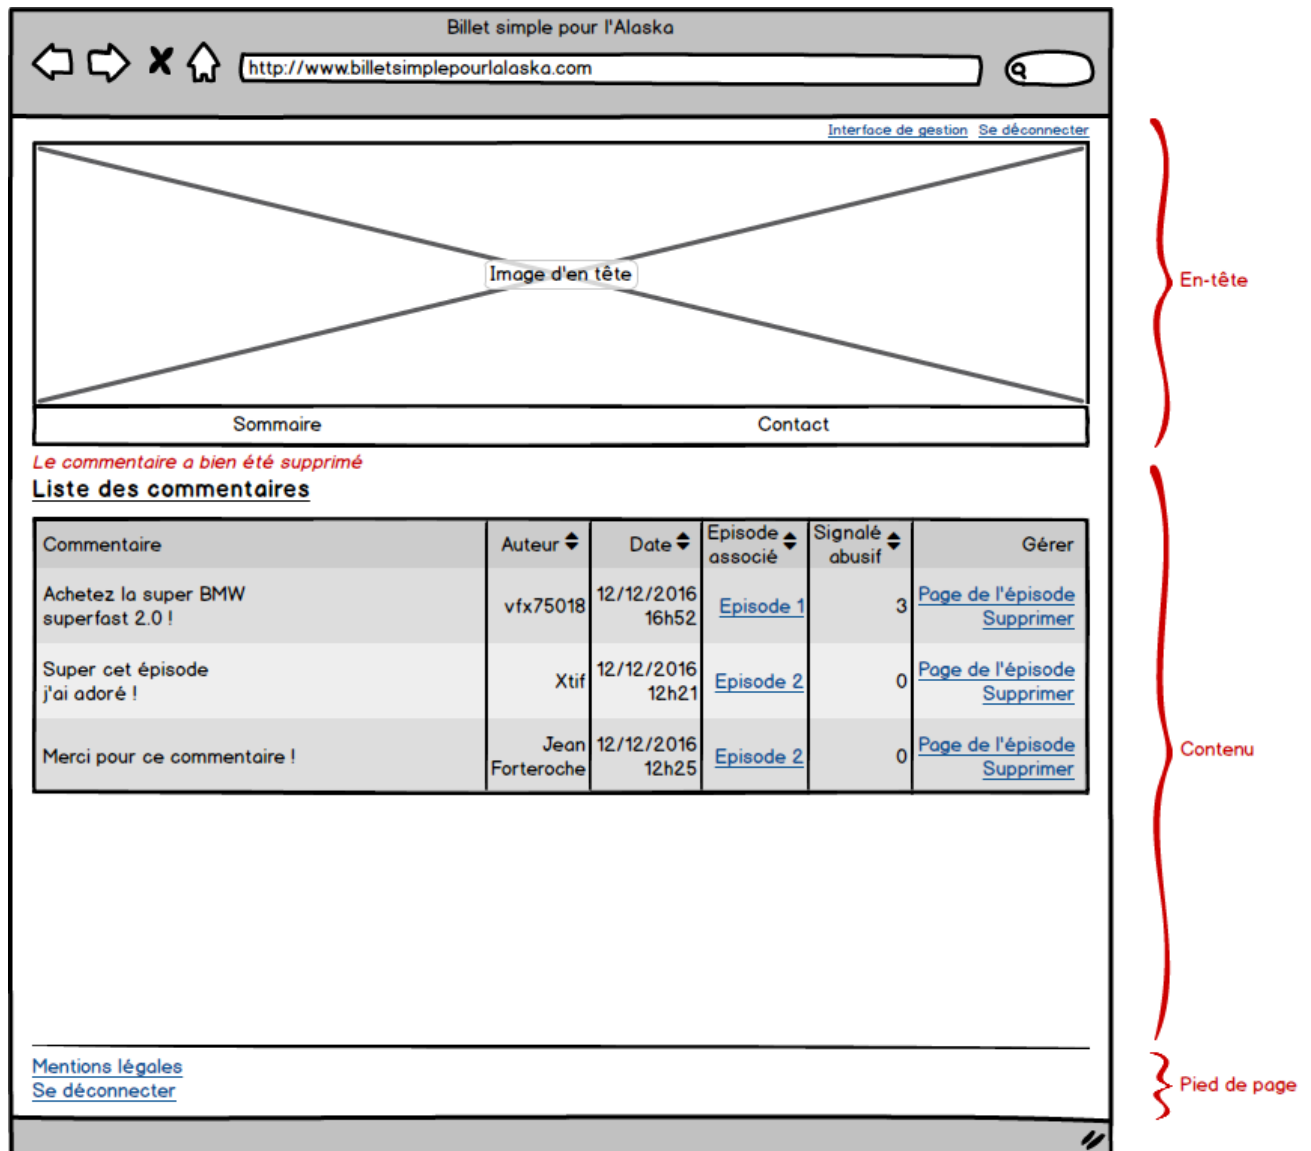 Billet simple pour l'Alaska
http://www.billetsimplepourlalaska.com
Interface de gestion Se déconnecter
Image d'en tête
En-tête
Sommaire Contact
Le commentaire a bien été supprimé
Liste des commentaires
Commentaire Auteur Date Episode associé Signalé abusif Gérer
Achetez la super BMW
superfast 2.0 !
vfx75018
12/12/2016
16h52
Episode 1
3
Page de l'épisode
Supprimer
Super cet épisode
j'ai adoré !
Xtif
12/12/2016
12h21
Episode 2
0
Page de l'épisode
Supprimer
Merci pour ce commentaire !
Jean
Forteroche
12/12/2016
12h25
Episode 2
0
Page de l'épisode
Supprimer
Contenu
Mentions légales
Se déconnecter
Pied de page